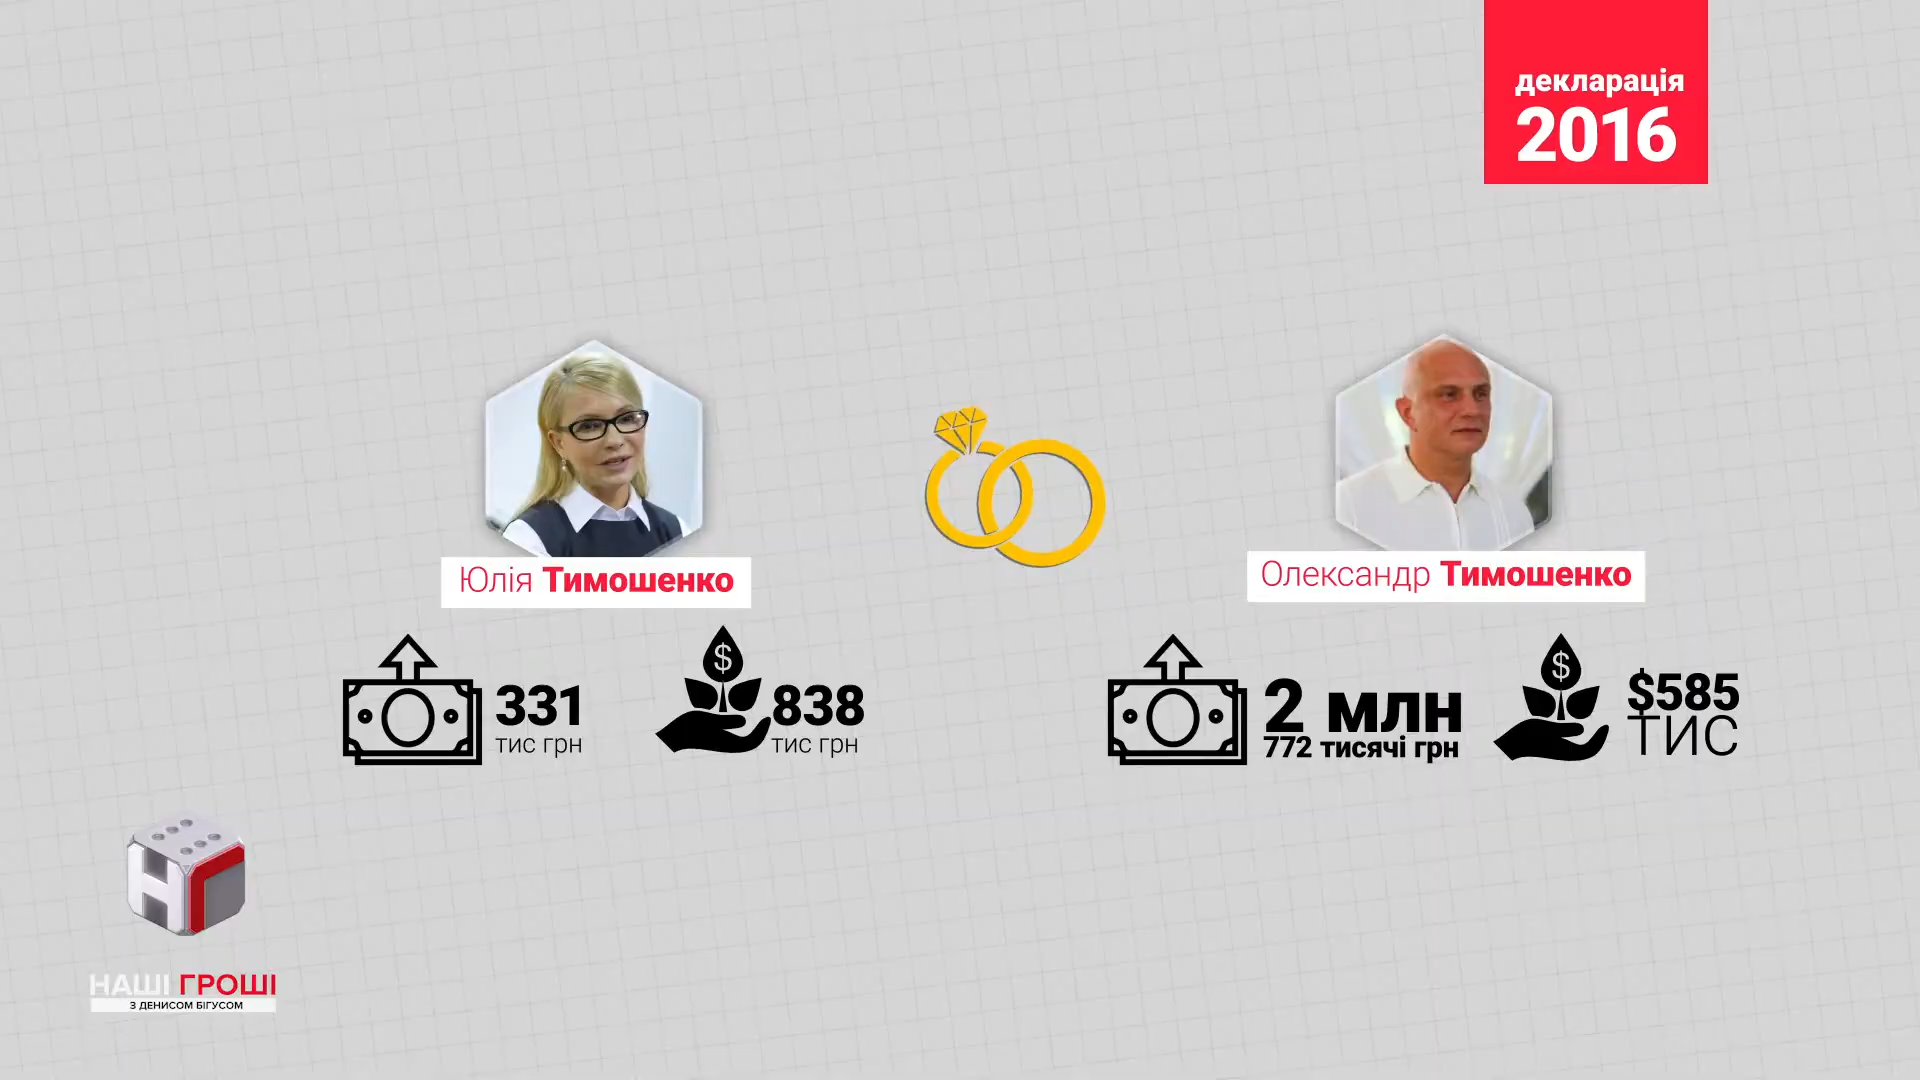 декларація
2016
Юлія Тимошенко
Олександр Тимошенко
331
тис грн
$
838
тис грн
2 млн
772 тисячі грн
$
$585
ТИС
НАШІ ГРОШІ
З ДЕНИСОМ БІГУСОМ